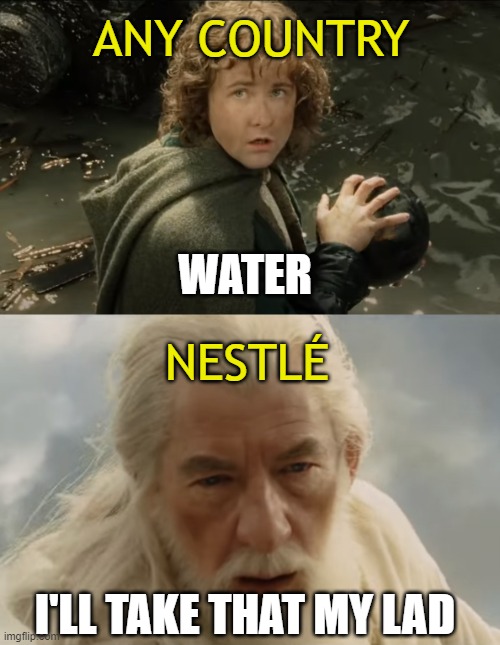 ANY COUNTRY
WATER
NESTLÉ
I'LL TAKE THAT MY LAD
imgflip.com